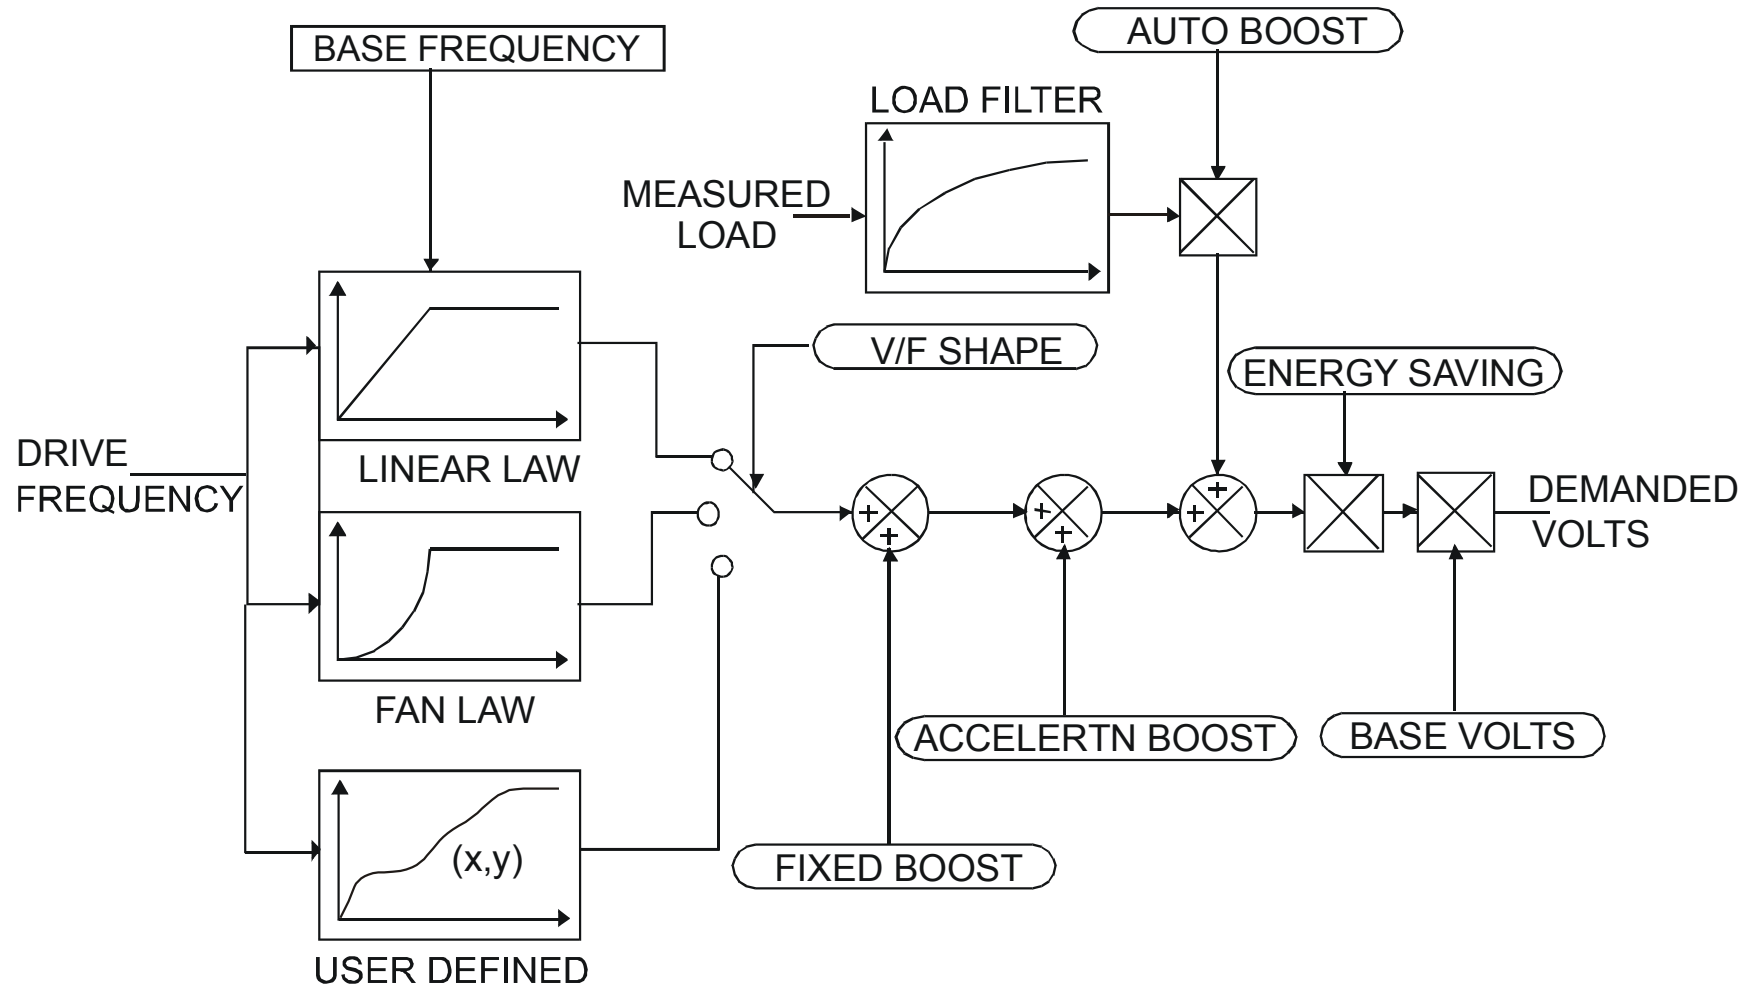 BASE FREQUENCY
AUTO BOOST
LOAD FILTER
MEASURED
LOAD
V/F SHAPE
ENERGY SAVING
DRIVE
FREQUENCY
LINEAR LAW
+
+
+
+
+
+
DEMANDED
VOLTS
FAN LAW
ACCELERTN BOOST
BASE VOLTS
(x,y)
FIXED BOOST
USER DEFINED